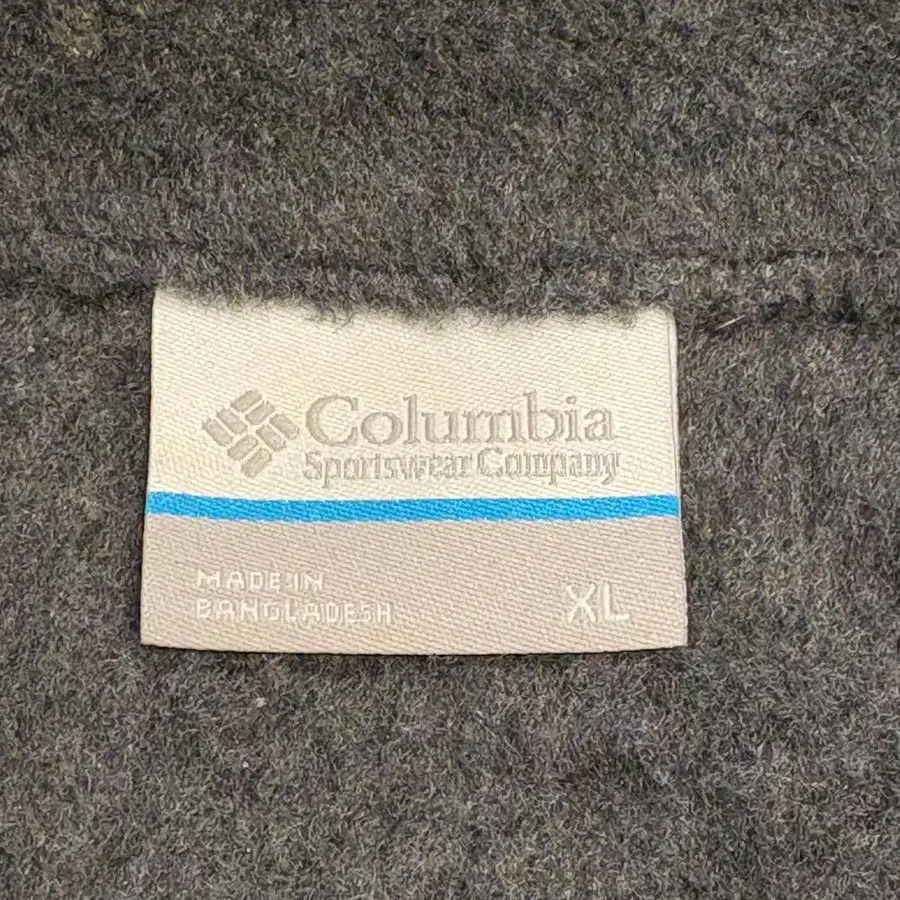 Columbia
Sportswear Company
MADE IN
BANGLADESH
XL